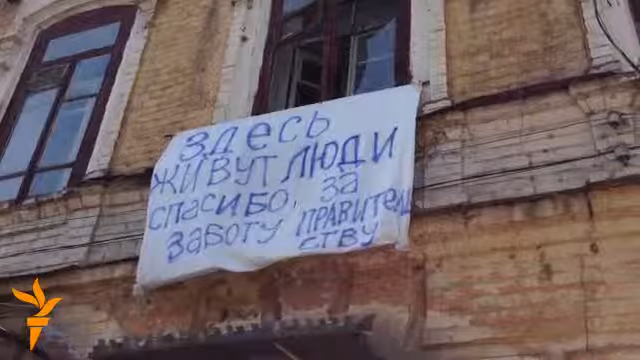 Здесь
живут люди
спасибо, за
заботу правитель
ству